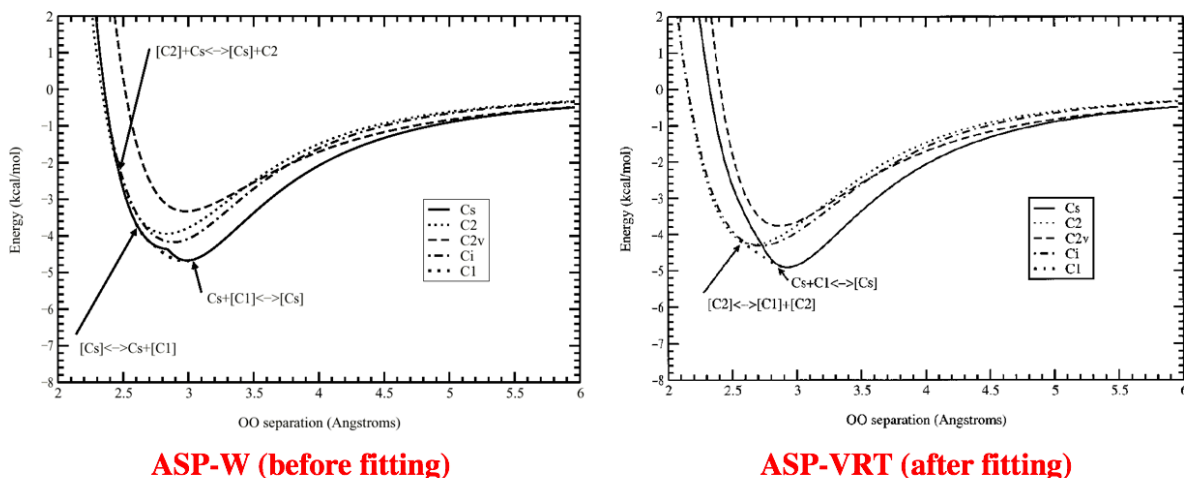 2
1
0
−1
−2
−3
−4
−5
−6
−7
−8
Energy (kcal/mol)
[C2]+Cs<−>[Cs]+C2
Cs
C2
C2v
Ci
C1
Cs+[C1]<−>[Cs]
[Cs]<−>Cs+[C1]
2 2.5 3 3.5 4 4.5 5 5.5 6
OO separation (Angstroms)
ASP-W (before fitting)
2
1
0
−1
−2
−3
−4
−5
−6
−7
−8
Energy (kcal/mol)
Cs
C2
C2v
Ci
C1
Cs+C1<−>[Cs]
[C2]<−>[C1]+[C2]
2 2.5 3 3.5 4 4.5 5 5.5 6
OO separation (Angstroms)
ASP-VRT (after fitting)